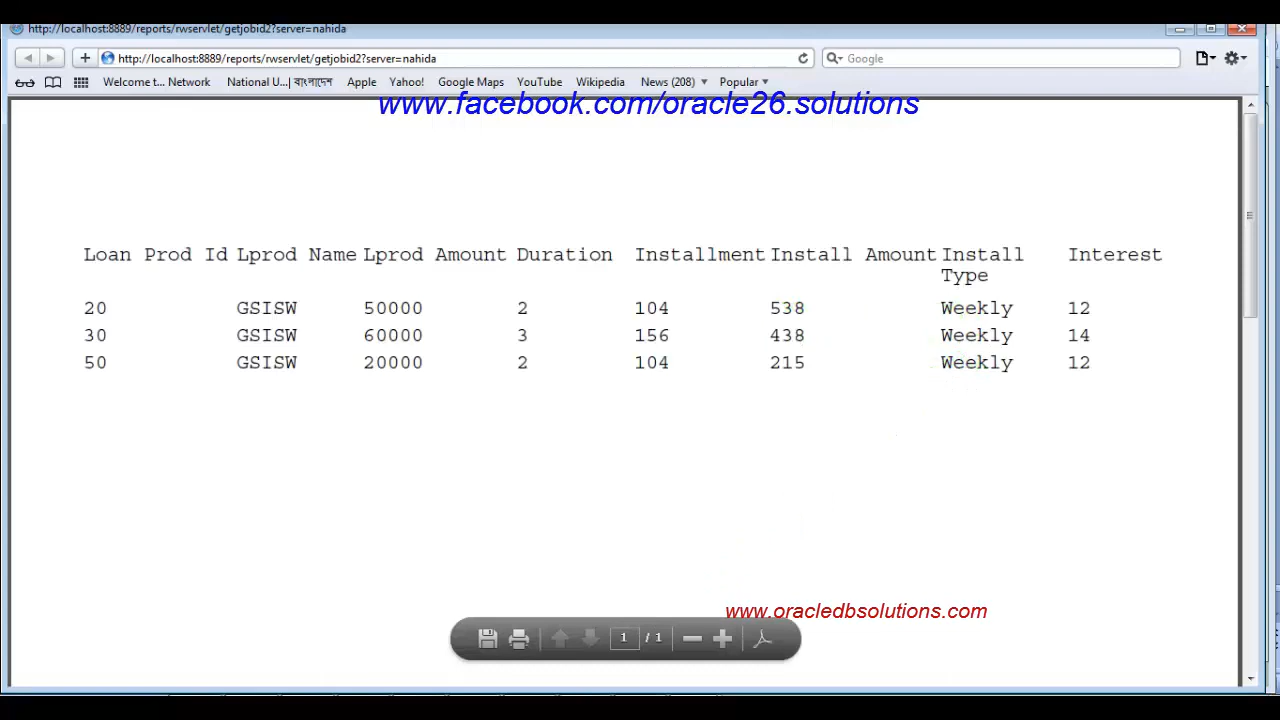 http://localhost:8889/reports/rwservlet/getjobid2?server=nahida
http://localhost:8889/reports/rwservlet/getjobid2?server=nahida
Google
Welcome t... Network National U...| বাংলাদেশ Apple Yahoo! Google Maps YouTube Wikipedia News (208) Popular
www.facebook.com/oracle26.solutions
Loan Prod Id Lprod Name Lprod Amount Duration Installment Install Amount Install Type Interest
20 GSISW 50000 2 104 538 Weekly 12
30 GSISW 60000 3 156 438 Weekly 14
50 GSISW 20000 2 104 215 Weekly 12
www.oracledbsolutions.com
1 / 1